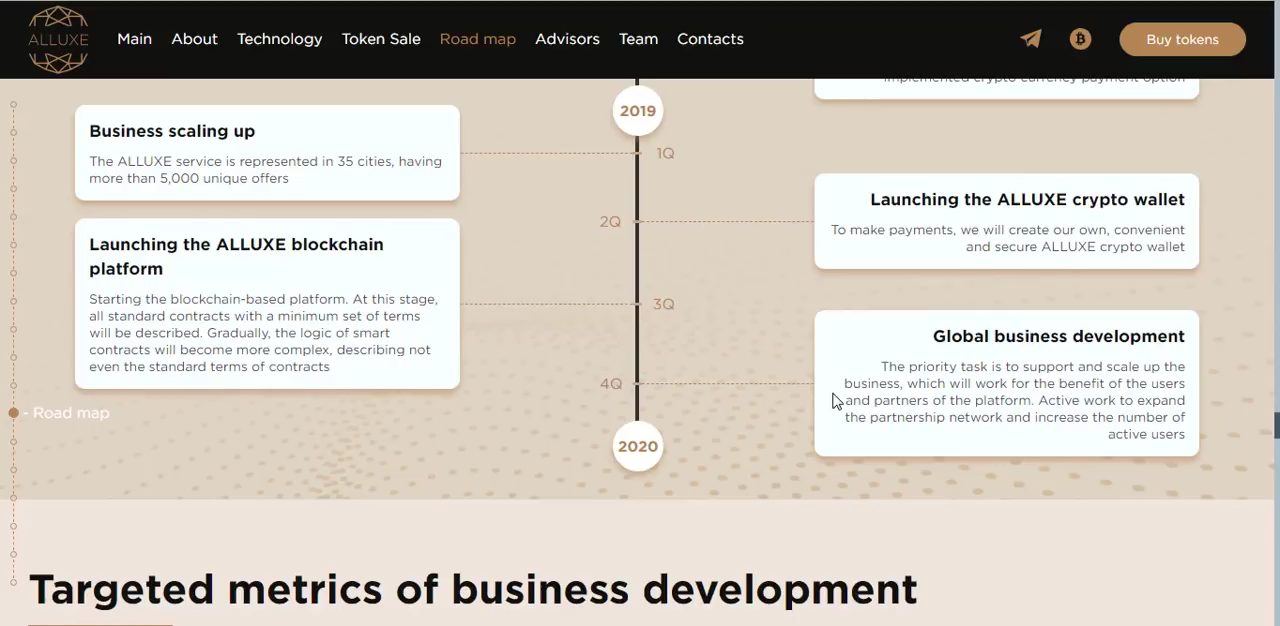 ALLUXE
Main About Technology Token Sale Road map Advisors Team Contacts
Buy tokens
implemented crypto currency payment option
2019
Business scaling up
The ALLUXE service is represented in 35 cities, having
more than 5,000 unique offers
1Q
Launching the ALLUXE crypto wallet
To make payments, we will create our own, convenient
and secure ALLUXE crypto wallet
2Q
Launching the ALLUXE blockchain
platform
Starting the blockchain-based platform. At this stage,
all standard contracts with a minimum set of terms
will be described. Gradually, the logic of smart
contracts will become more complex, describing not
even the standard terms of contracts
3Q
Global business development
The priority task is to support and scale up the
business, which will work for the benefit of the users
and partners of the platform. Active work to expand
the partnership network and increase the number of
active users
4Q
- Road map
2020
Targeted metrics of business development